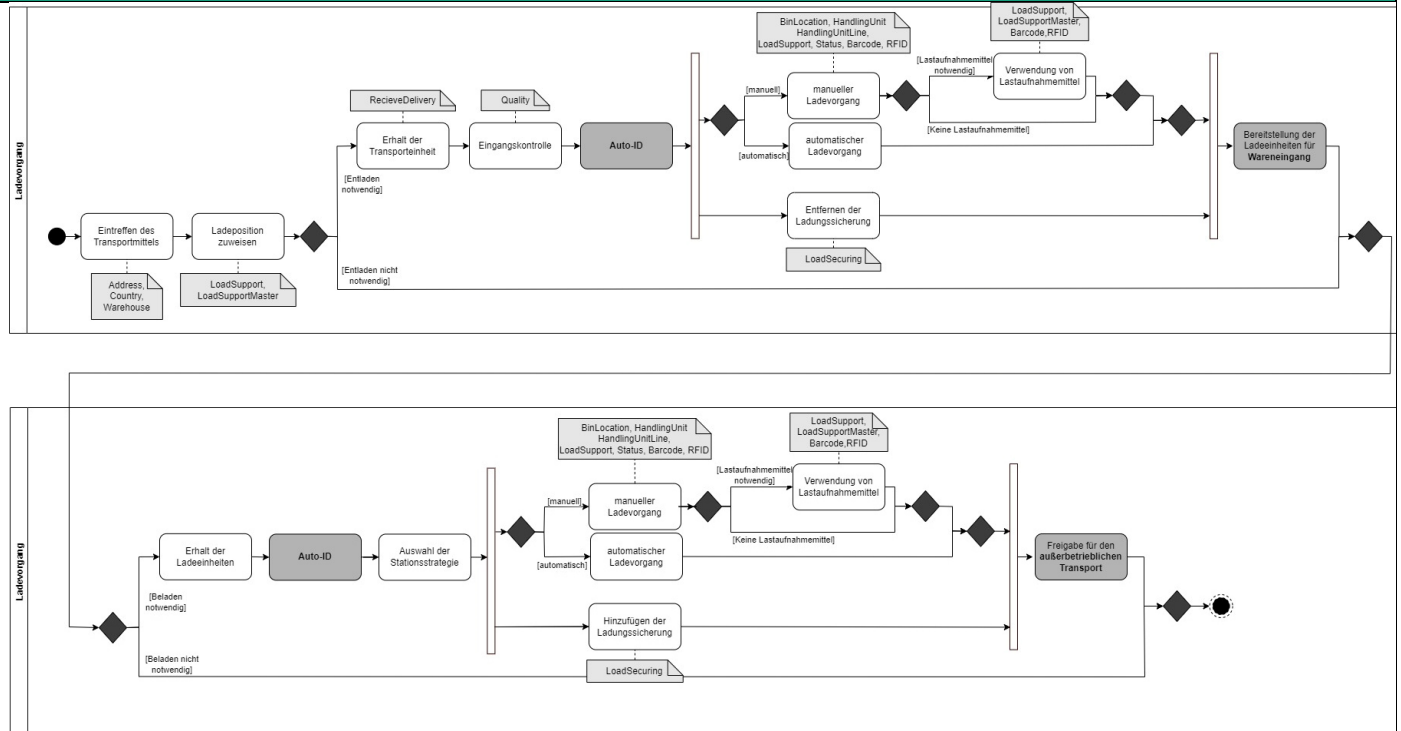 Ladevorgang
Eintreffen des
Transportmittels
Address,
Country,
Warehouse
Ladeposition
zuweisen
LoadSupport,
LoadSupportMaster
[Entladen
notwendig]
[Entladen nicht
notwendig]
RecieveDelivery
Erhalt der
Transporteinheit
Quality
Eingangskontrolle
Auto-ID
BinLocation, HandlingUnit
HandlingUnitLine,
LoadSupport, Status, Barcode, RFID
[manuell]
manueller
Ladevorgang
[automatisch]
automatischer
Ladevorgang
LoadSupport,
LoadSupportMaster,
Barcode,RFID
[Lastaufnahmemittel
notwendig]
Verwendung von
Lastaufnahmemittel
[Keine Lastaufnahmemittel]
Entfernen der
Ladungssicherung
LoadSecuring
Bereitstellung der
Ladeeinheiten für
Wareneingang
Ladevorgang
[Beladen
notwendig]
[Beladen nicht
notwendig]
Erhalt der
Ladeeinheiten
Auto-ID
Auswahl der
Stationsstrategie
BinLocation, HandlingUnit
HandlingUnitLine,
LoadSupport, Status, Barcode, RFID
[manuell]
manueller
Ladevorgang
[automatisch]
automatischer
Ladevorgang
LoadSupport,
LoadSupportMaster,
Barcode,RFID
[Lastaufnahmemittel
notwendig]
Verwendung von
Lastaufnahmemittel
[Keine Lastaufnahmemittel]
Hinzufügen der
Ladungssicherung
LoadSecuring
Freigabe für den
außerbetrieblichen
Transport